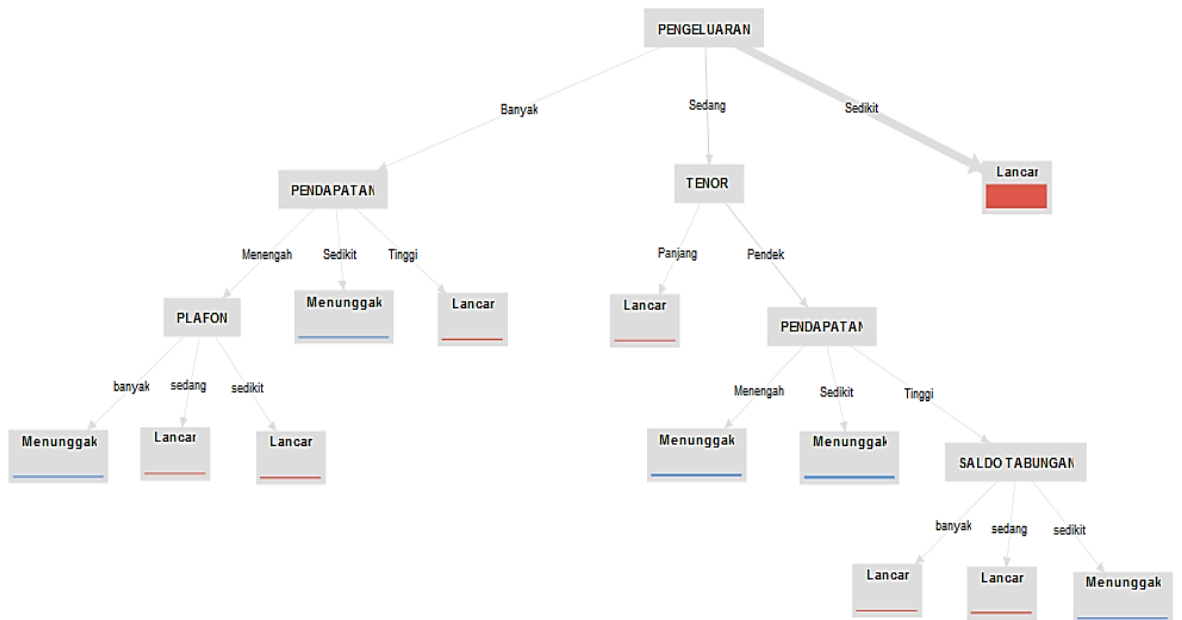 PENGELUARAN
Banyak
Sedang
Sedikit
PENDAPATAN
TENOR
Lancar
Menengah
Sedikit
Tinggi
Panjang
Pendek
PLAFON
Menunggak
Lancar
Lancar
PENDAPATAN
banyak
sedang
sedikit
Menengah
Sedikit
Tinggi
Menunggak
Lancar
Lancar
Menunggak
Menunggak
SALDO TABUNGAN
banyak
sedang
sedikit
Lancar
Lancar
Menunggak